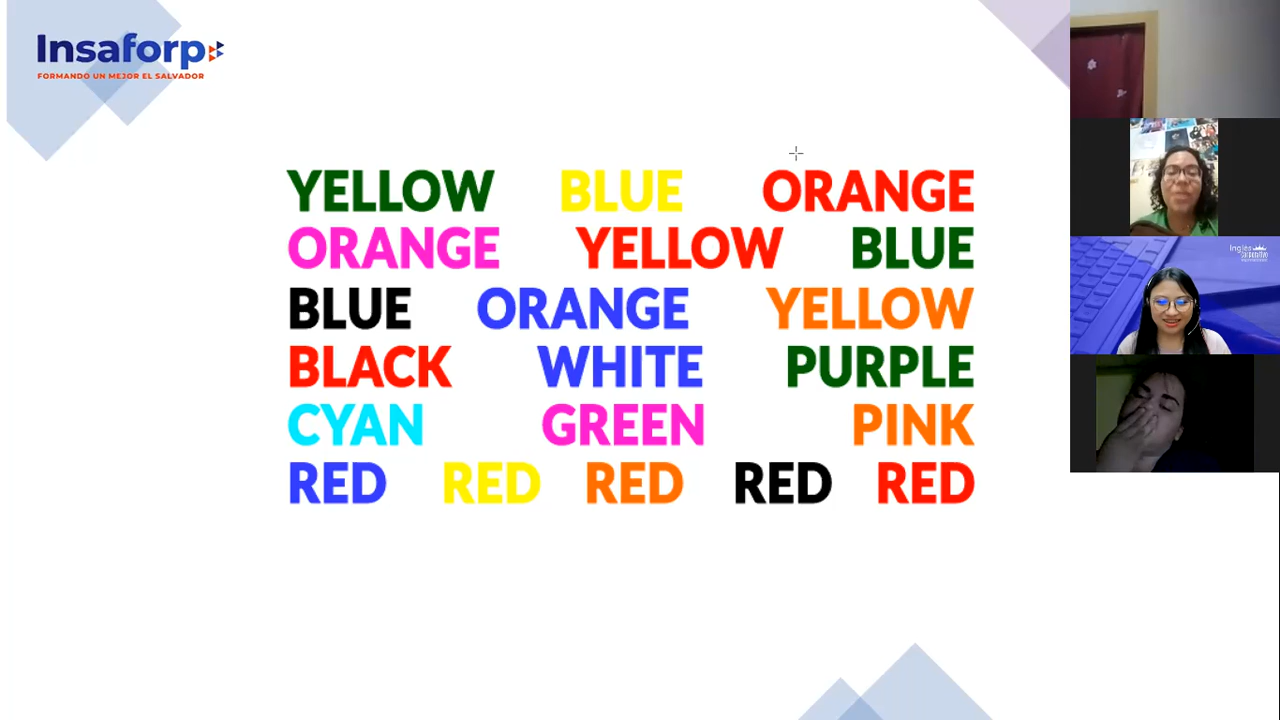 Insaforp
FORMANDO UN MEJOR EL SALVADOR
YELLOW BLUE ORANGE
ORANGE YELLOW BLUE
BLUE ORANGE YELLOW
BLACK WHITE PURPLE
CYAN GREEN PINK
RED RED RED RED RED